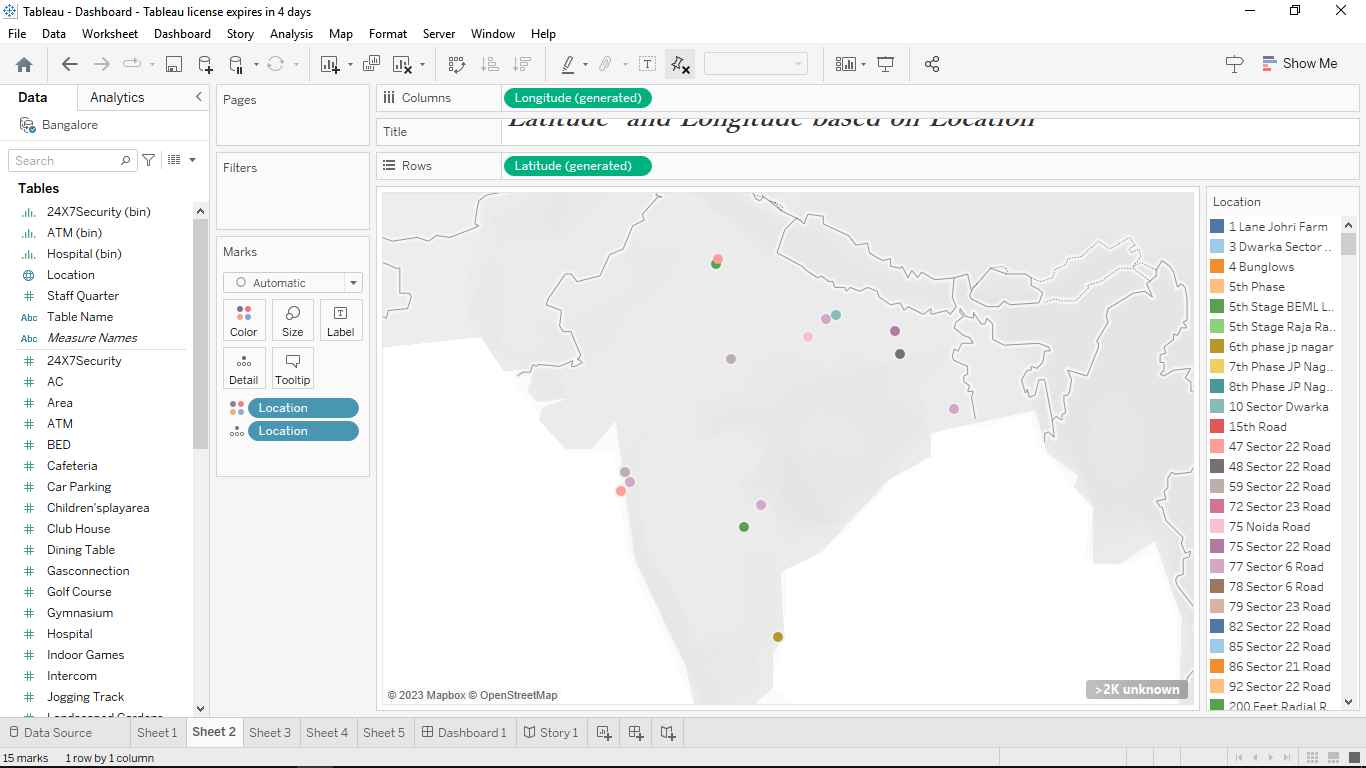 Tableau - Dashboard - Tableau license expires in 4 days
File Data Worksheet Dashboard Story Analysis Map Format Server Window Help
Show Me
Data Analytics
Bangalore
Search
Tables
24X7Security (bin)
ATM (bin)
Hospital (bin)
Location
Staff Quarter
Abc Table Name
Abc Measure Names
24X7Security
AC
Area
ATM
BED
Cafeteria
Car Parking
Children'splayarea
Club House
Dining Table
Gasconnection
Golf Course
Gymnasium
Hospital
Indoor Games
Intercom
Jogging Track
Landscaped Gardens
Pages
Filters
Marks
Automatic
Color Size Label
Detail Tooltip
Location
Location
Columns Longitude (generated)
Title Latitude and Longitude based on Location
Rows Latitude (generated)
© 2023 Mapbox © OpenStreetMap
>2K unknown
Location
1 Lane Johri Farm
3 Dwarka Sector ..
4 Bunglows
5th Phase
5th Stage BEML L..
5th Stage Raja Ra..
6th phase jp nagar
7th Phase JP Nag..
8th Phase JP Nag..
10 Sector Dwarka
15th Road
47 Sector 22 Road
48 Sector 22 Road
59 Sector 22 Road
72 Sector 23 Road
75 Noida Road
75 Sector 22 Road
77 Sector 6 Road
78 Sector 6 Road
79 Sector 23 Road
82 Sector 22 Road
85 Sector 22 Road
86 Sector 21 Road
92 Sector 22 Road
200 Feet Radial R..
Data Source Sheet 1 Sheet 2 Sheet 3 Sheet 4 Sheet 5 Dashboard 1 Story 1
15 marks 1 row by 1 column